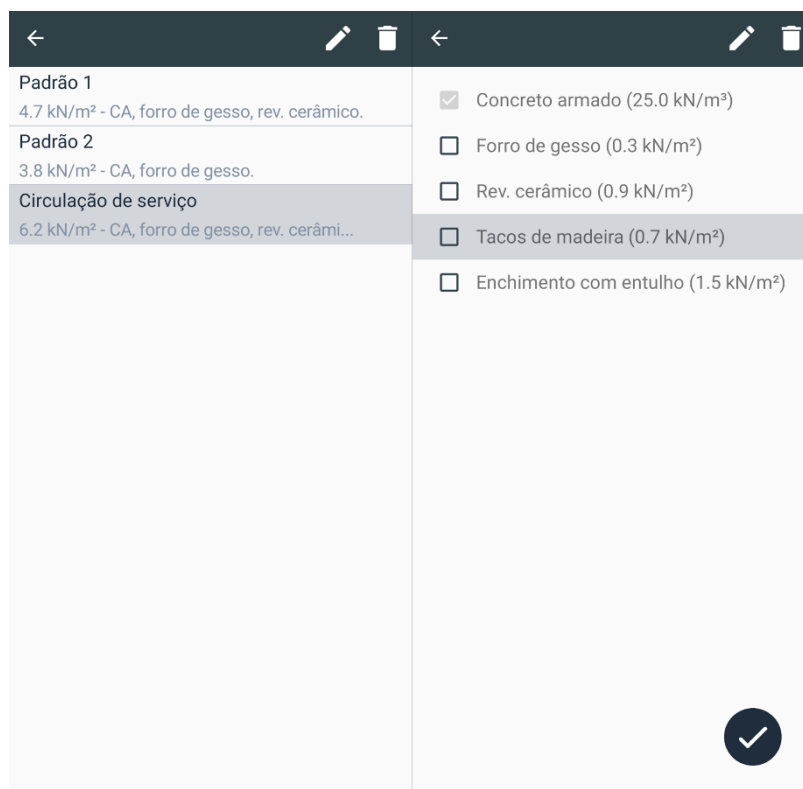 Padrão 1
4.7 kN/m² - CA, forro de gesso, rev. cerâmico.
Padrão 2
3.8 kN/m² - CA, forro de gesso.
Circulação de serviço
6.2 kN/m² - CA, forro de gesso, rev. cerâmi...
Concreto armado (25.0 kN/m³)
Forro de gesso (0.3 kN/m²)
Rev. cerâmico (0.9 kN/m²)
Tacos de madeira (0.7 kN/m²)
Enchimento com entulho (1.5 kN/m²)